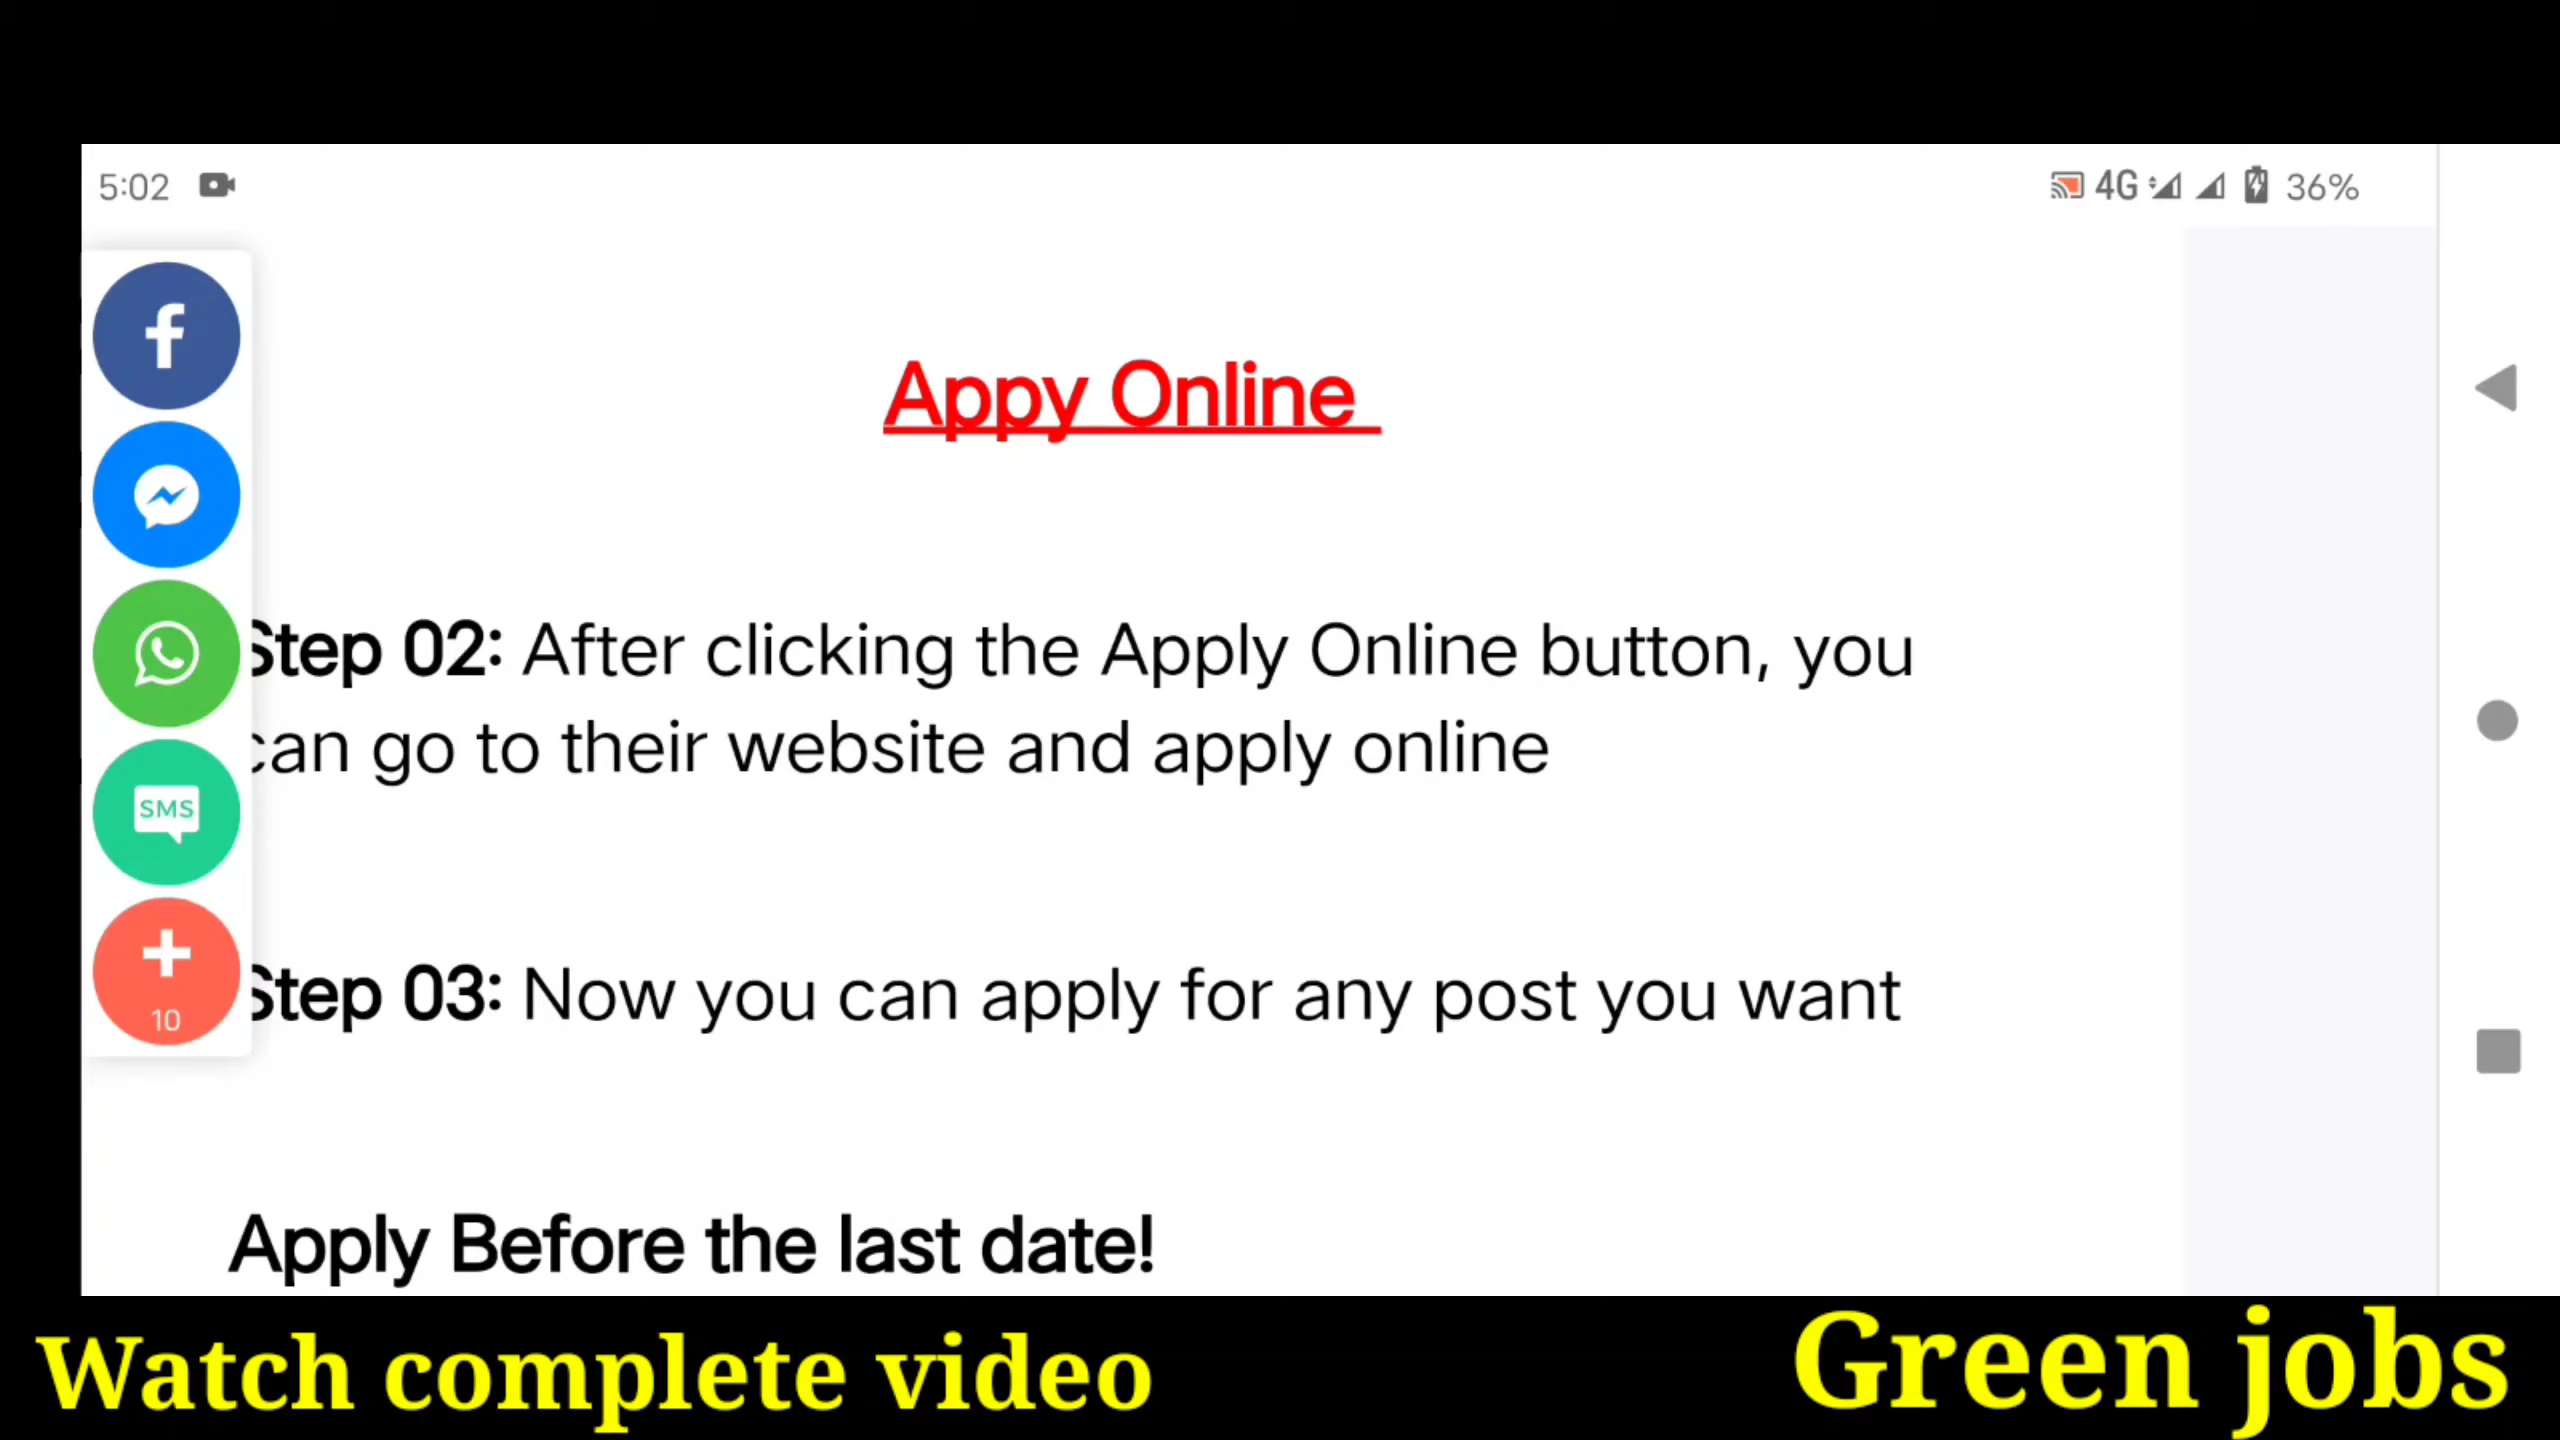 5:02
4G 36%
Appy Online
Step 02: After clicking the Apply Online button, you
can go to their website and apply online
SMS
10
Step 03: Now you can apply for any post you want
Apply Before the last date!
Watch complete video
Green jobs